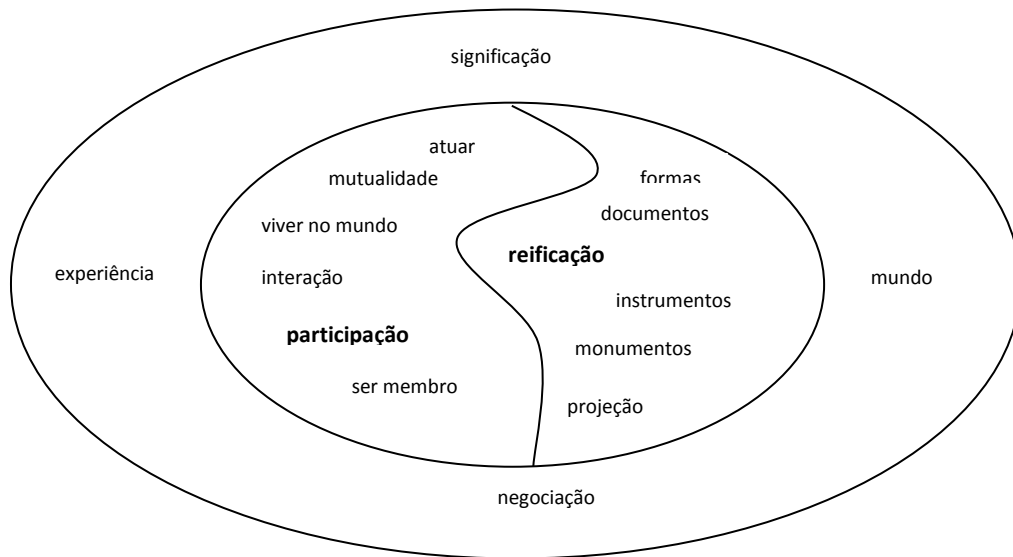 significação
atuar
mutualidade
formas
documentos
viver no mundo
reificação
experiência
interação
mundo
instrumentos
participação
monumentos
ser membro
projeção
negociação